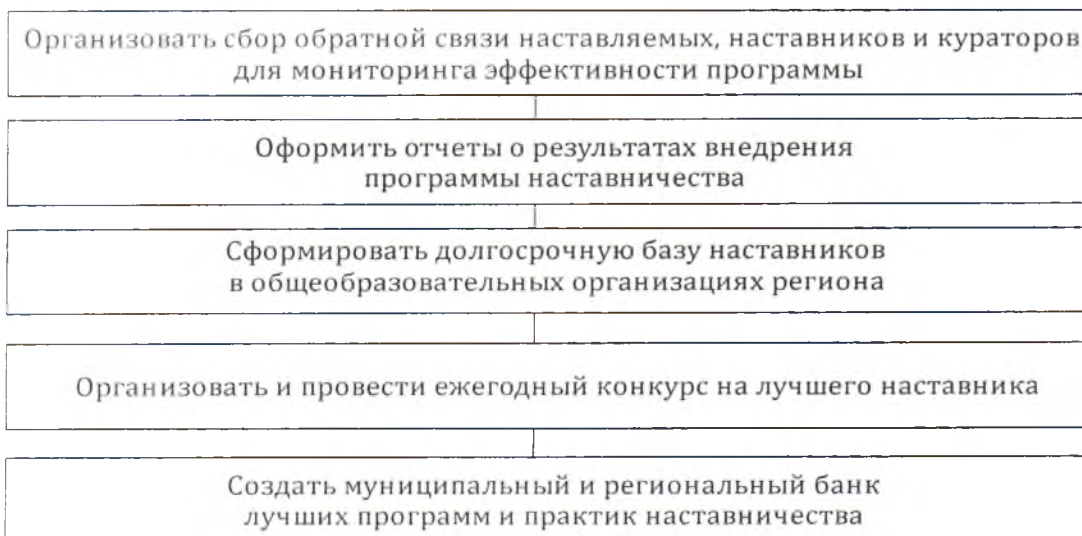 Организовать сбор обратной связи наставляемых, наставников и кураторов
для мониторинга эффективности программы
Оформить отчеты о результатах внедрения
программы наставничества
Сформировать долгосрочную базу наставников
в общеобразовательных организациях региона
Организовать и провести ежегодный конкурс на лучшего наставника
Создать муниципальный и региональный банк
лучших программ и практик наставничества